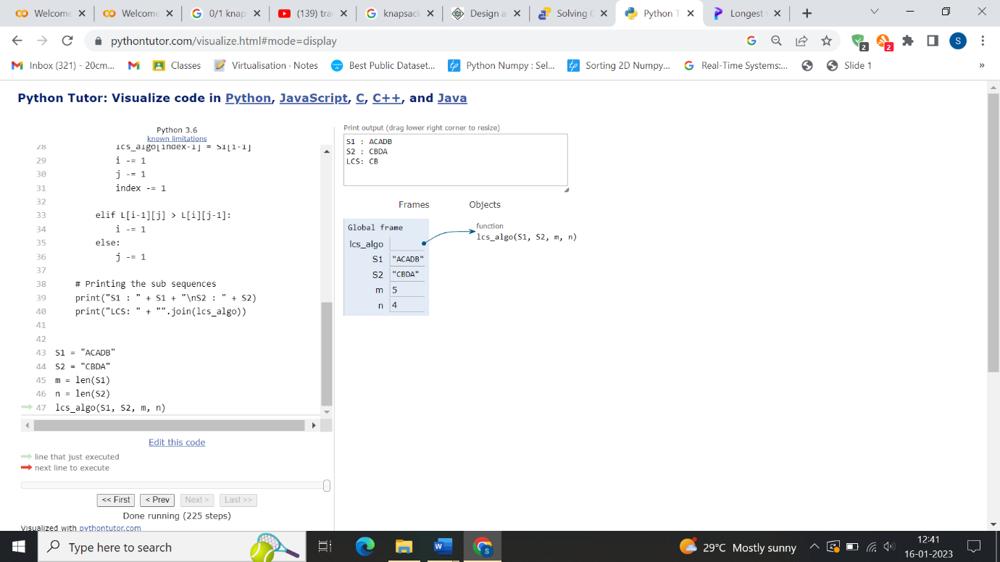 Welcome
Welcome
0/1 knap
(139) tra
knapsack
Design a
Solving
Python T
Longest
pythontutor.com/visualize.html#mode=display
2
2
S
Inbox (321) - 20cm...
Classes
Virtualisation - Notes
Best Public Dataset...
Python Numpy : Sel...
Sorting 2D Numpy...
Real-Time Systems:...
Slide 1
»
Python Tutor: Visualize code in Python, JavaScript, C, C++, and Java
Python 3.6
known limitations
28 lcs_algo[index-1] = S1[i-1]
29 i -= 1
30 j -= 1
31 index -= 1
32
33 elif L[i-1][j] > L[i][j-1]:
34 i -= 1
35 else:
36 j -= 1
37
38 # Printing the sub sequences
39 print("S1 : " + S1 + "\nS2 : " + S2)
40 print("LCS: " + "".join(lcs_algo))
41
42
43 S1 = "ACADB"
44 S2 = "CBDA"
45 m = len(S1)
46 n = len(S2)
47 lcs_algo(S1, S2, m, n)
Edit this code
line that just executed
next line to execute
<< First < Prev Next > Last >>
Done running (225 steps)
Visualized with pythontutor.com
Print output (drag lower right corner to resize)
S1 : ACADB
S2 : CBDA
LCS: CB
Frames Objects
Global frame
lcs_algo
S1 "ACADB"
S2 "CBDA"
m 5
n 4
function
lcs_algo(S1, S2, m, n)
Type here to search
29°C Mostly sunny
12:41
16-01-2023